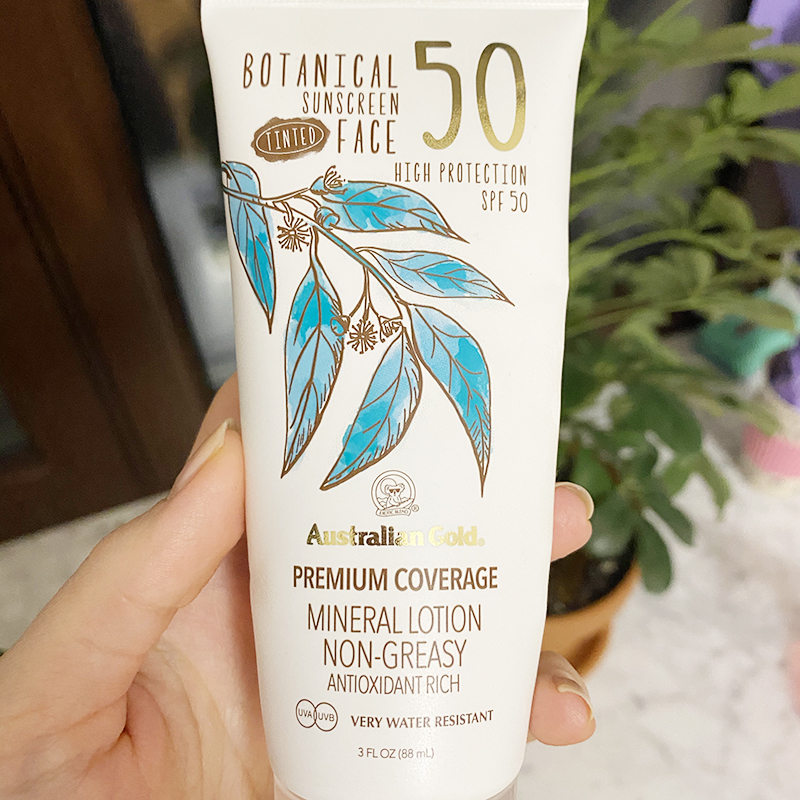 BOTANICAL
SUNSCREEN
TINTED FACE
50
HIGH PROTECTION
SPF 50
Australian Gold®
PREMIUM COVERAGE
MINERAL LOTION
NON-GREASY
ANTIOXIDANT RICH
UVA UVB VERY WATER RESISTANT
3 FL OZ (88 mL)